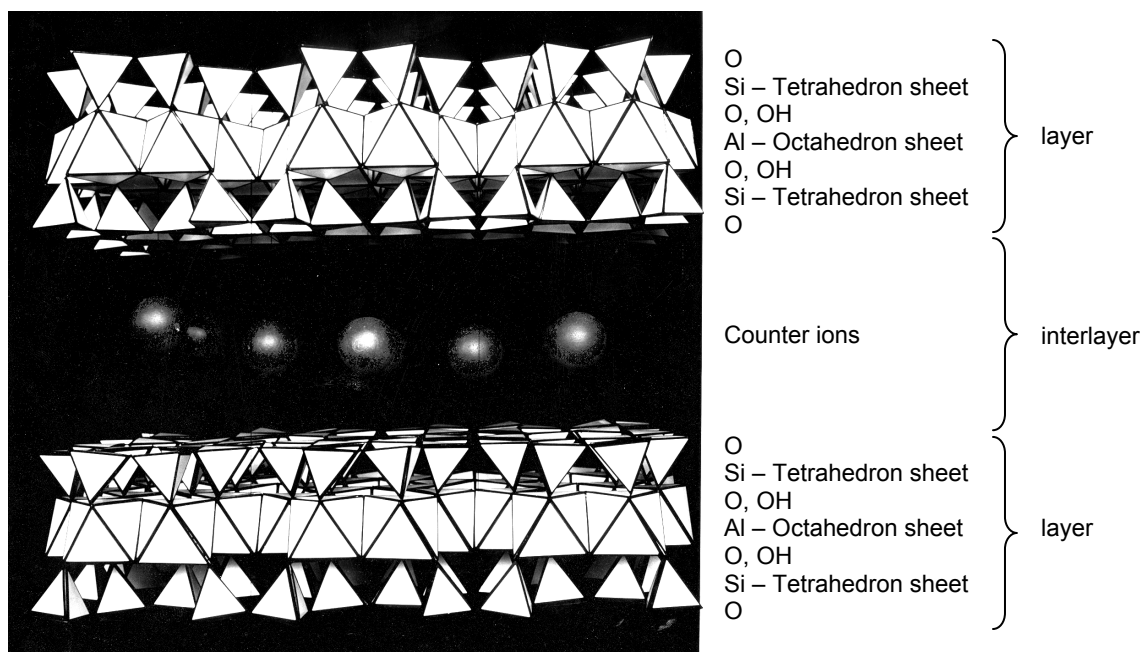 O
Si – Tetrahedron sheet
O, OH
Al – Octahedron sheet
O, OH
Si – Tetrahedron sheet
O
layer
Counter ions
interlayer
O
Si – Tetrahedron sheet
O, OH
Al – Octahedron sheet
O, OH
Si – Tetrahedron sheet
O
layer